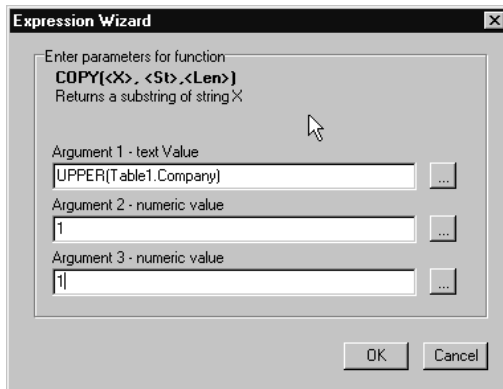 Expression Wizard
Enter parameters for function
COPY(<X>, <St>,<Len>)
Returns a substring of string X
Argument 1 - text Value
UPPER(Table1.Company)
...
Argument 2 - numeric value
1
...
Argument 3 - numeric value
1
...
OK
Cancel